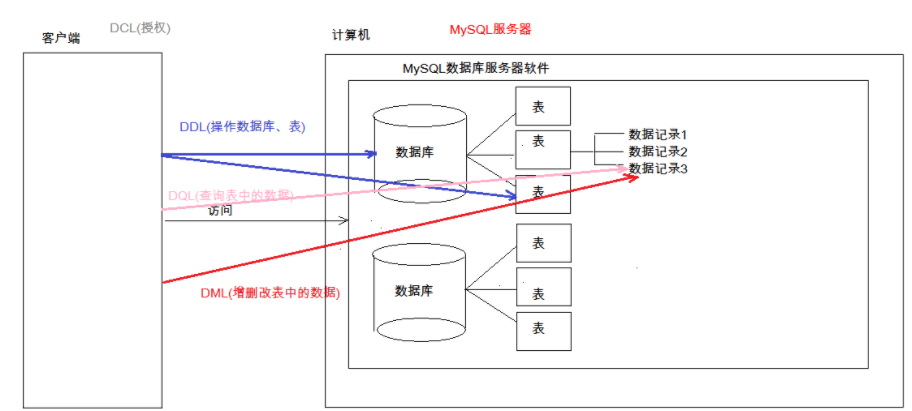 DCL(授权)
客户端
计算机
MySQL服务器
MySQL数据库服务器软件
表
DDL(操作数据库、表)
数据库
表
数据记录1
数据记录2
数据记录3
表
DQL(查询表中的数据)
访问
表
DML(增删改表中的数据)
数据库
表
表